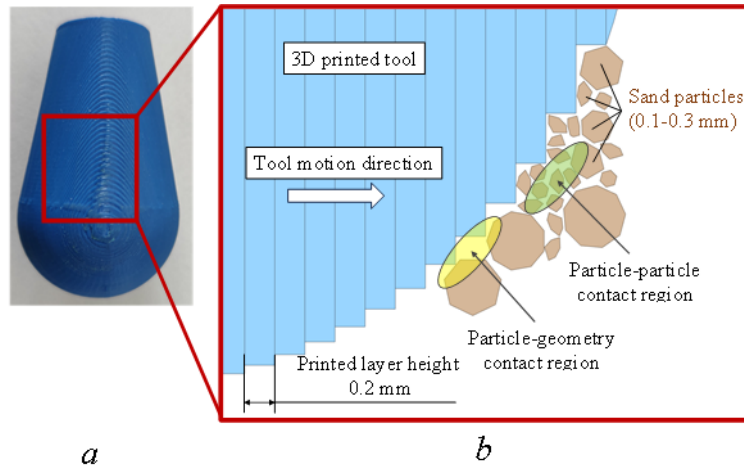 3D printed tool
Sand particles
(0.1-0.3 mm)
Tool motion direction
Particle-particle
contact region
Particle-geometry
contact region
Printed layer height
0.2 mm
a
b